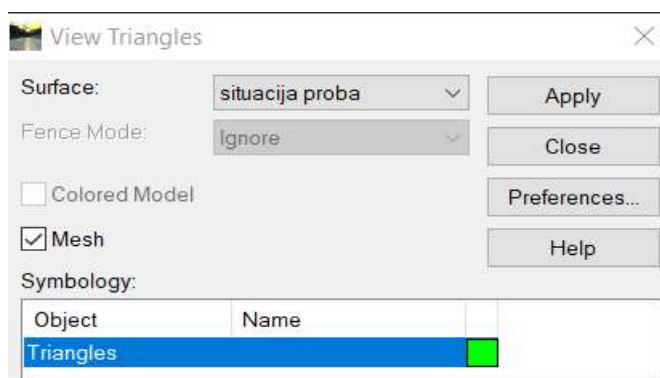 View Triangles
Surface: situacija proba Apply
Fence Mode: Ignore Close
Colored Model Preferences...
Mesh Help
Symbology:
Object Name
Triangles